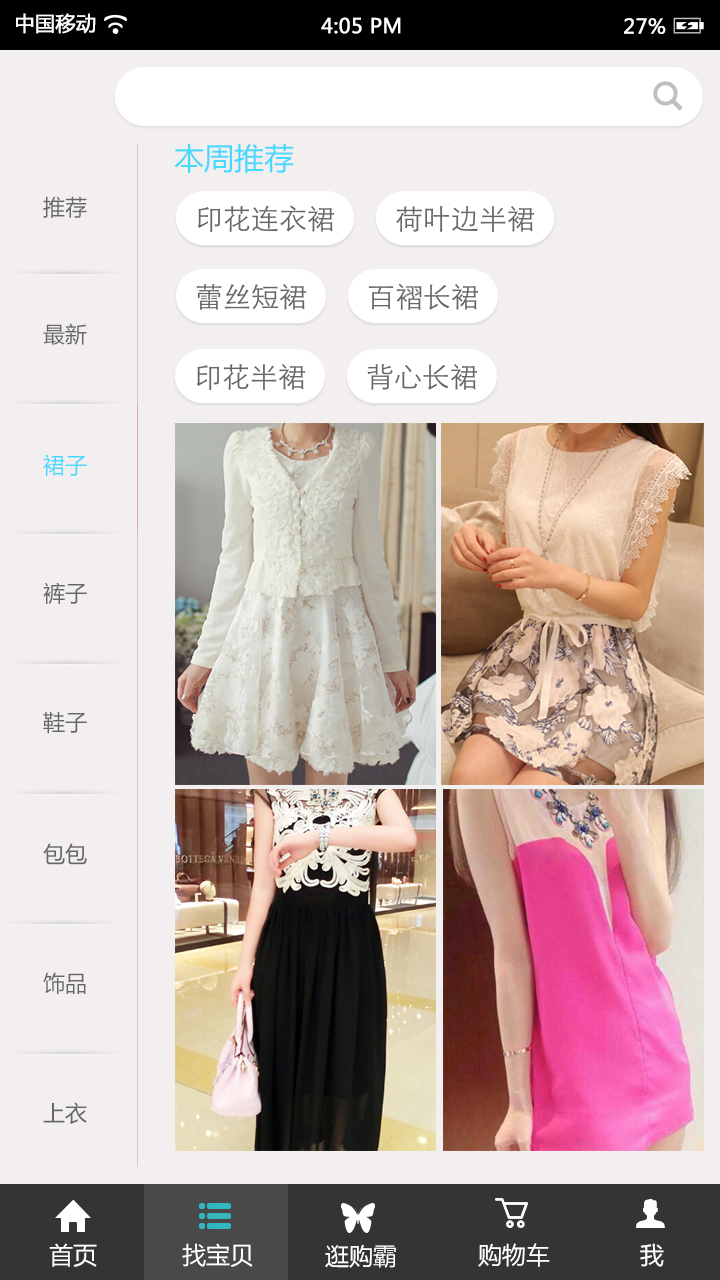 中国移动 4:05 PM 27%
本周推荐
印花连衣裙 荷叶边半裙
蕾丝短裙 百褶长裙
印花半裙 背心长裙
推荐
最新
裙子
裤子
鞋子
包包
饰品
上衣
BOTTEGA VENE
首页 找宝贝 逛购霸 购物车 我